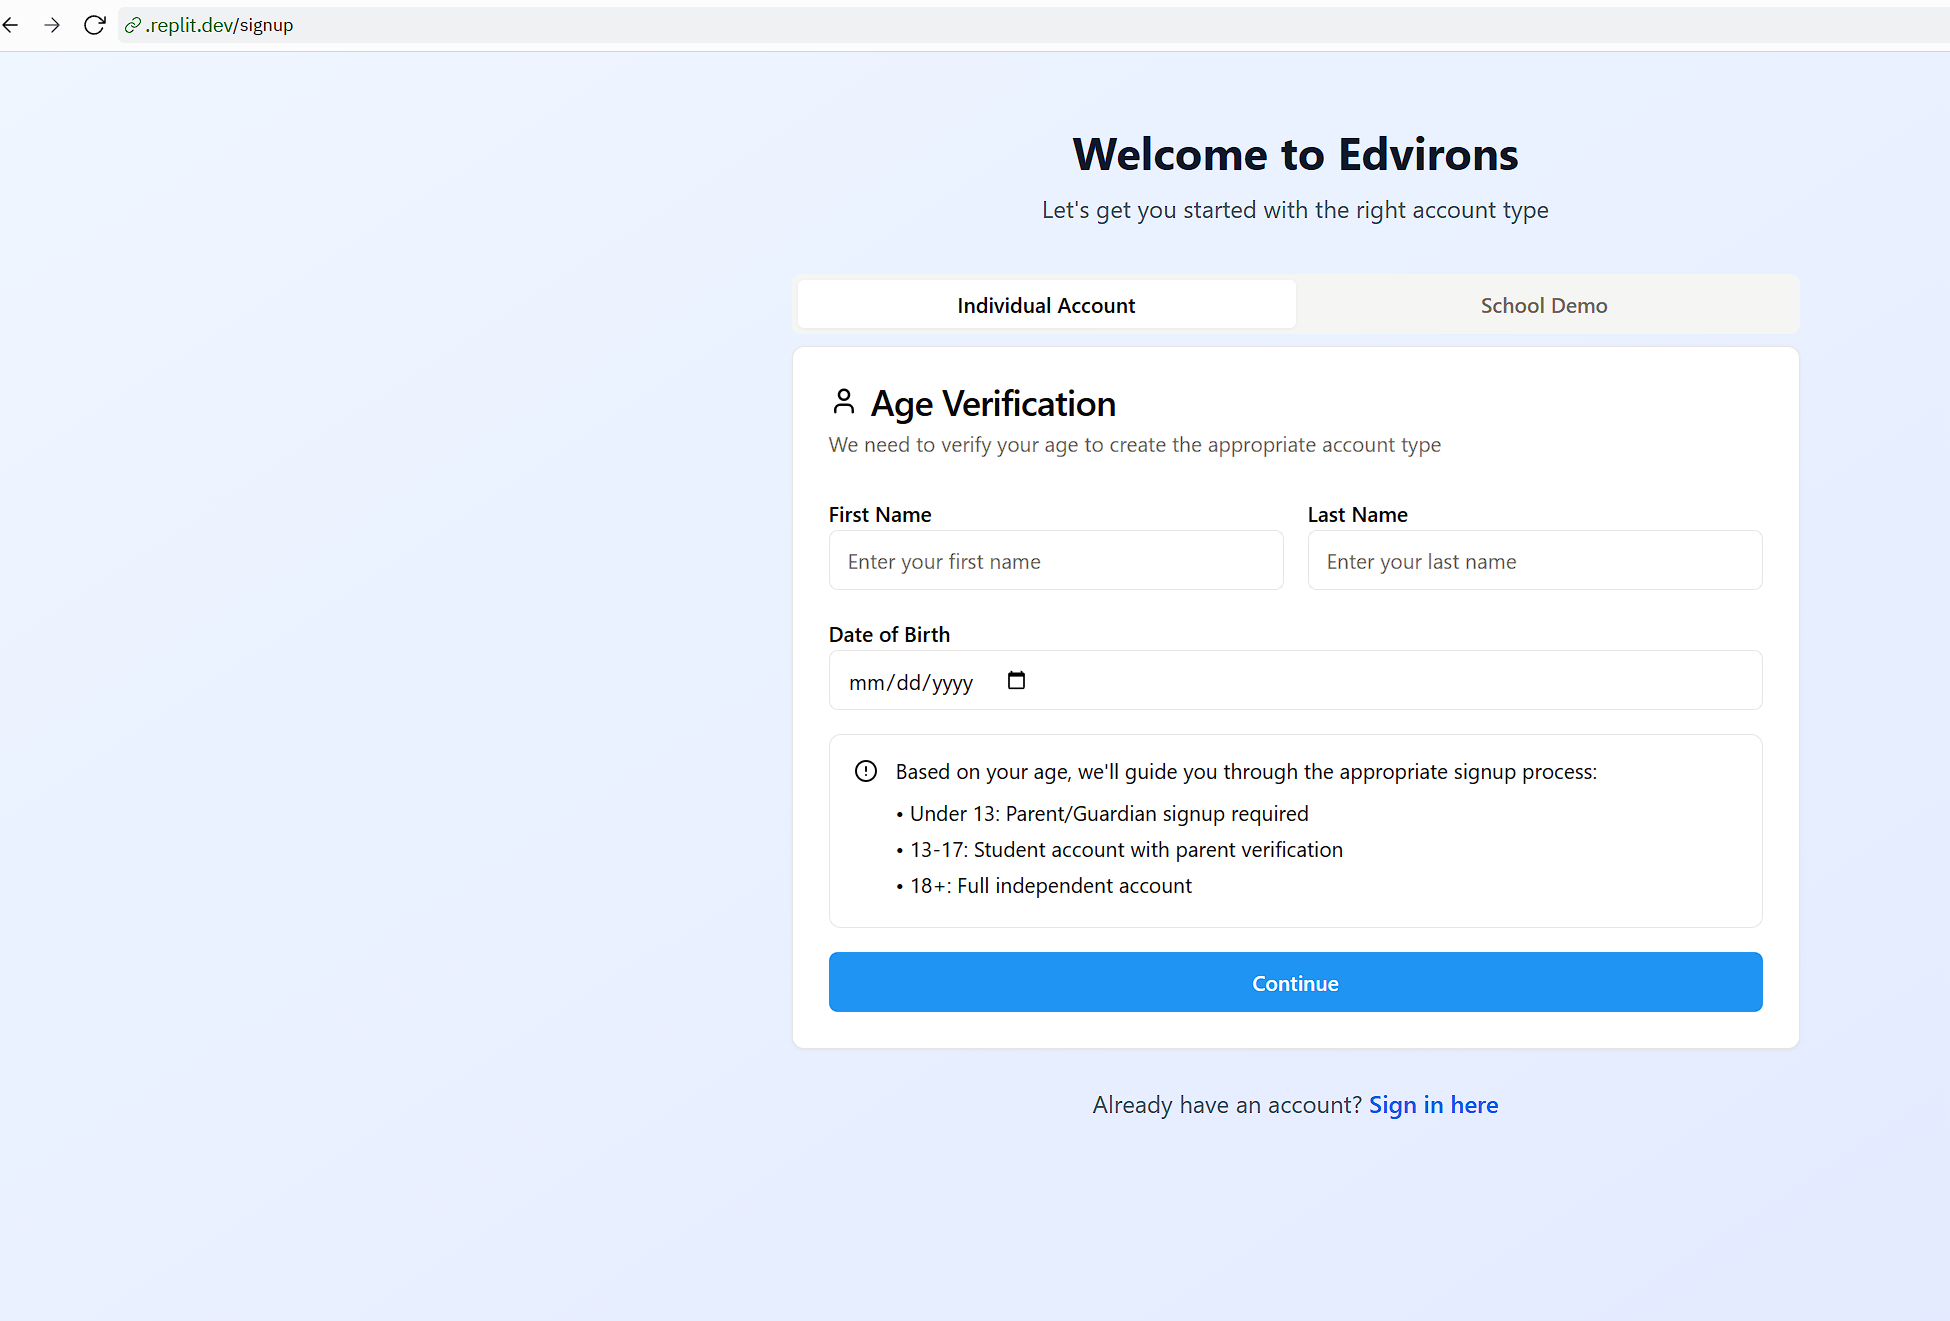 .replit.dev/signup
Welcome to Edvirons
Let's get you started with the right account type
Individual Account
School Demo
Age Verification
We need to verify your age to create the appropriate account type
First Name
Last Name
Enter your first name
Enter your last name
Date of Birth
mm/dd/yyyy
Based on your age, we'll guide you through the appropriate signup process:
• Under 13: Parent/Guardian signup required
• 13-17: Student account with parent verification
• 18+: Full independent account
Continue
Already have an account? Sign in here